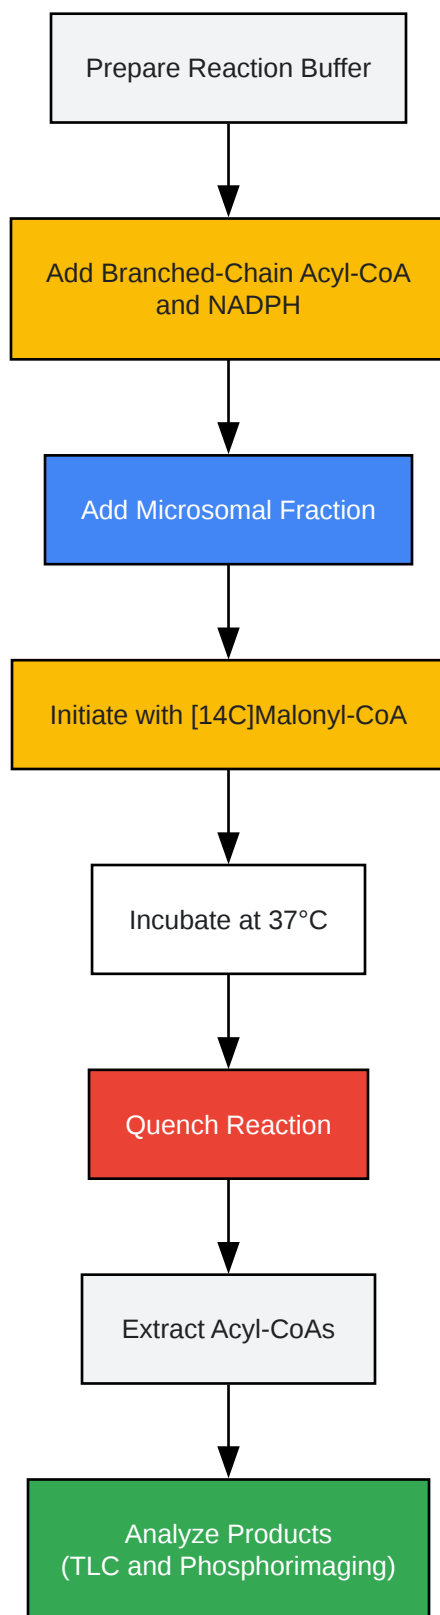 Prepare Reaction Buffer
Add Branched-Chain Acyl-CoA
and NADPH
Add Microsomal Fraction
Initiate with [14C]Malonyl-CoA
Incubate at 37°C
Quench Reaction
Extract Acyl-CoAs
Analyze Products
(TLC and Phosphorimaging)